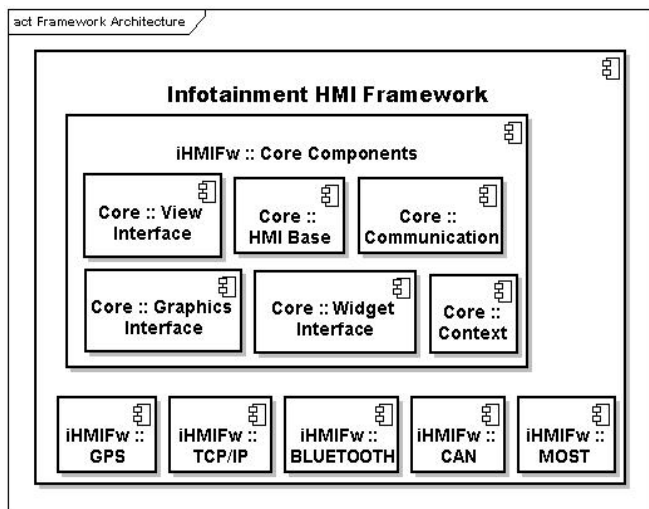 act Framework Architecture
Infotainment HMI Framework
iHMIFw :: Core Components
Core :: View
Interface
Core ::
HMI Base
Core ::
Communication
Core :: Graphics
Interface
Core :: Widget
Interface
Core ::
Context
iHMIFw ::
GPS
iHMIFw ::
TCP/IP
iHMIFw ::
BLUETOOTH
iHMIFw ::
CAN
iHMIFw ::
MOST